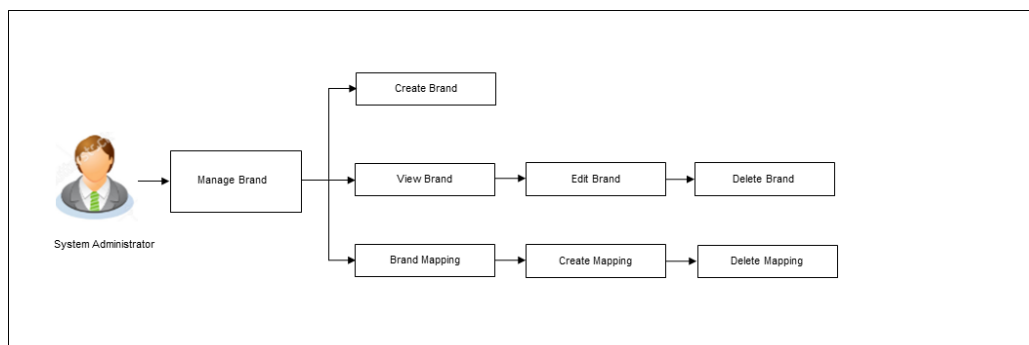 Create Brand
Manage Brand
View Brand
Edit Brand
Delete Brand
System Administrator
Brand Mapping
Create Mapping
Delete Mapping